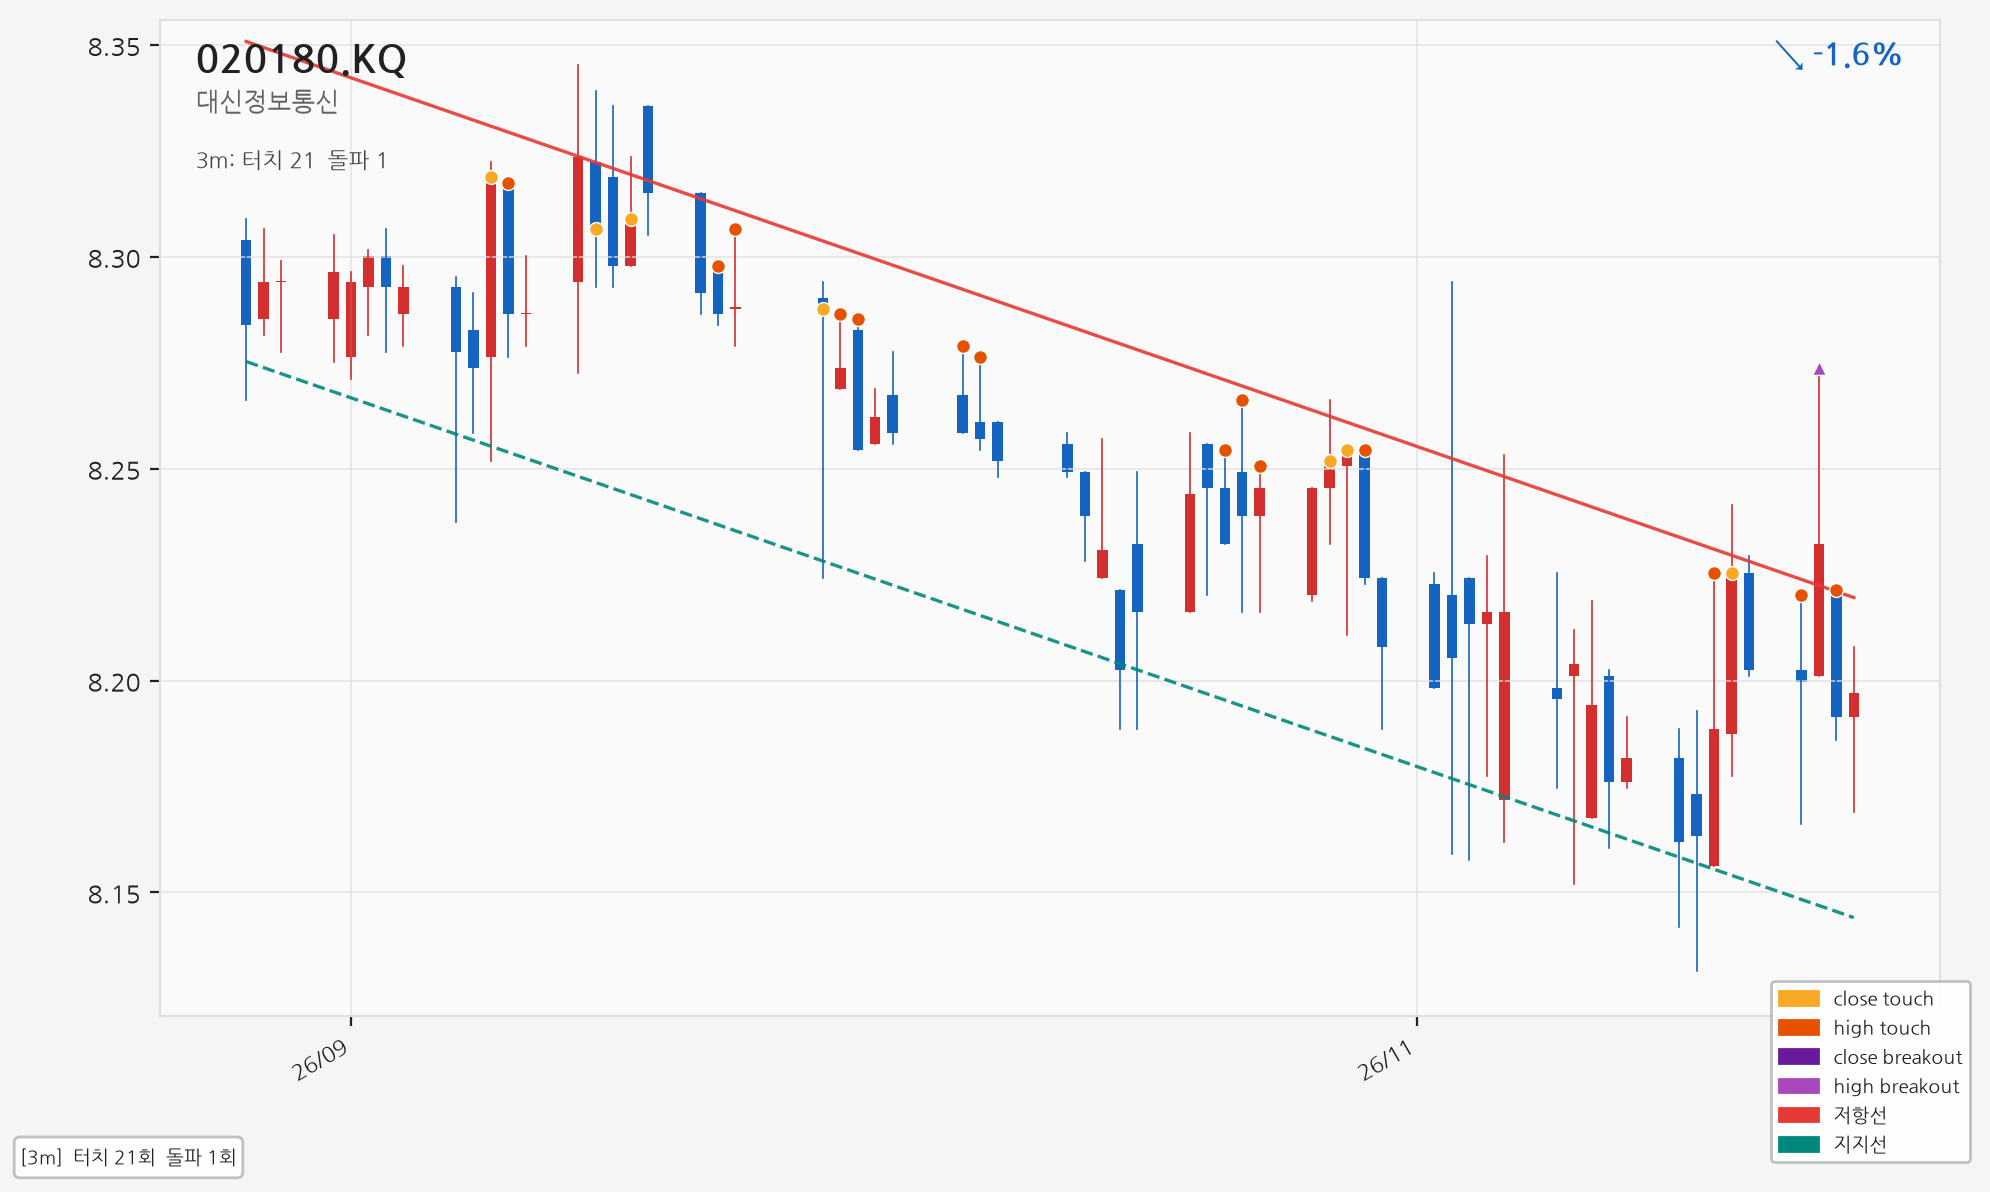 020180.KQ
대신정보통신
3m: 터치 21  돌파 1
-1.6%
8.35
8.30
8.25
8.20
8.15
26/09
26/11
close touch
high touch
close breakout
high breakout
저항선
지지선
[3m]  터치 21회  돌파 1회